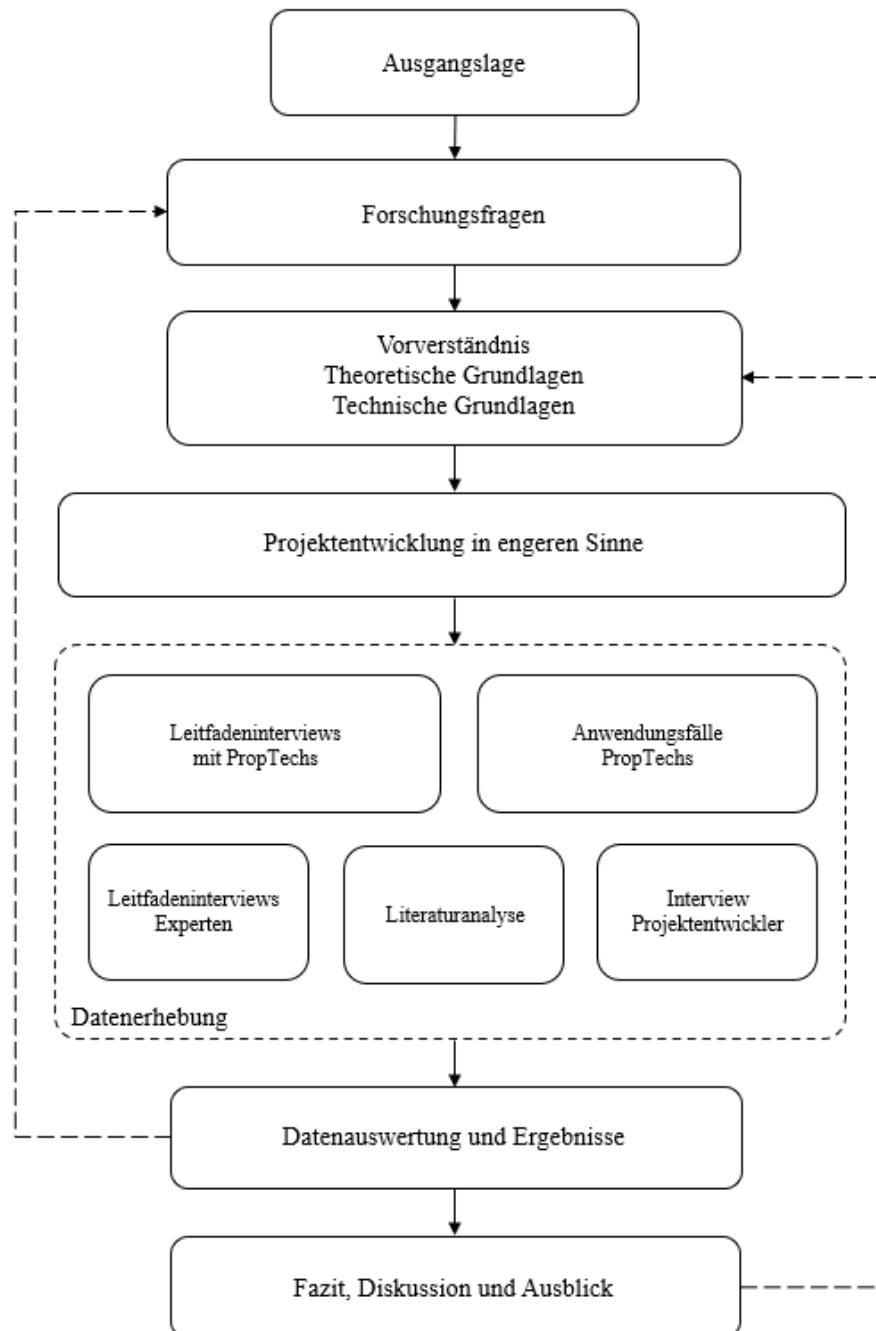 Ausgangslage
Forschungsfragen
Vorverständnis
Theoretische Grundlagen
Technische Grundlagen
Projektentwicklung in engeren Sinne
Leitfadeninterviews
mit PropTechs
Anwendungsfälle
PropTechs
Leitfadeninterviews
Experten
Literaturanalyse
Interview
Projektentwickler
Datenerhebung
Datenauswertung und Ergebnisse
Fazit, Diskussion und Ausblick